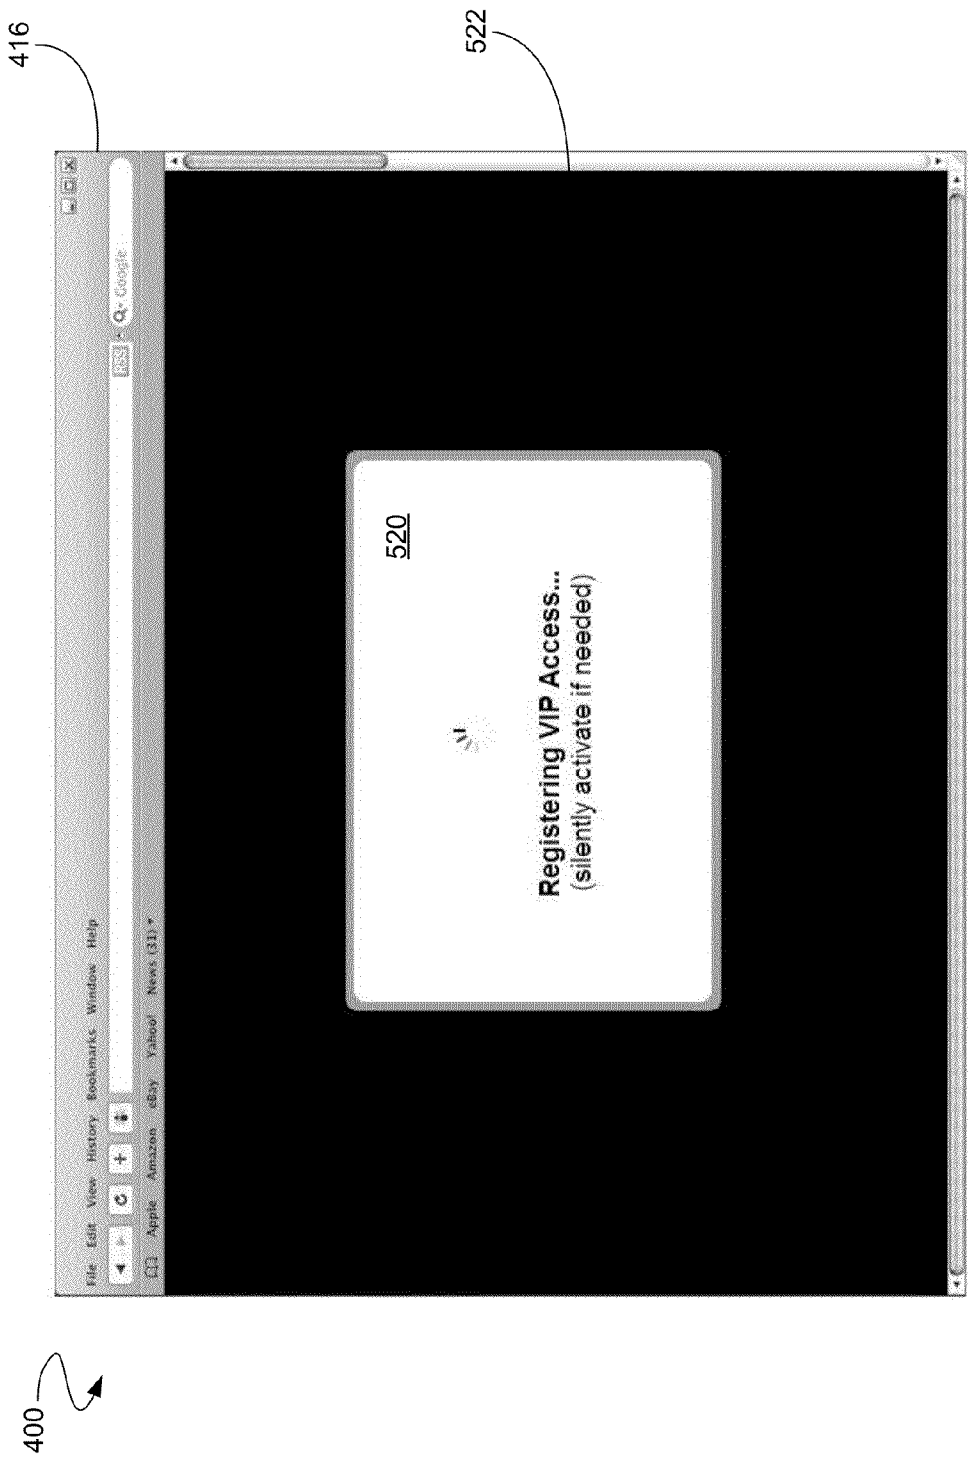 400
416
File Edit View History Bookmarks Window Help
RSS Google
Apple Amazon eBay Yahoo! News (31)
522
520
Registering VIP Access...
(silently activate if needed)